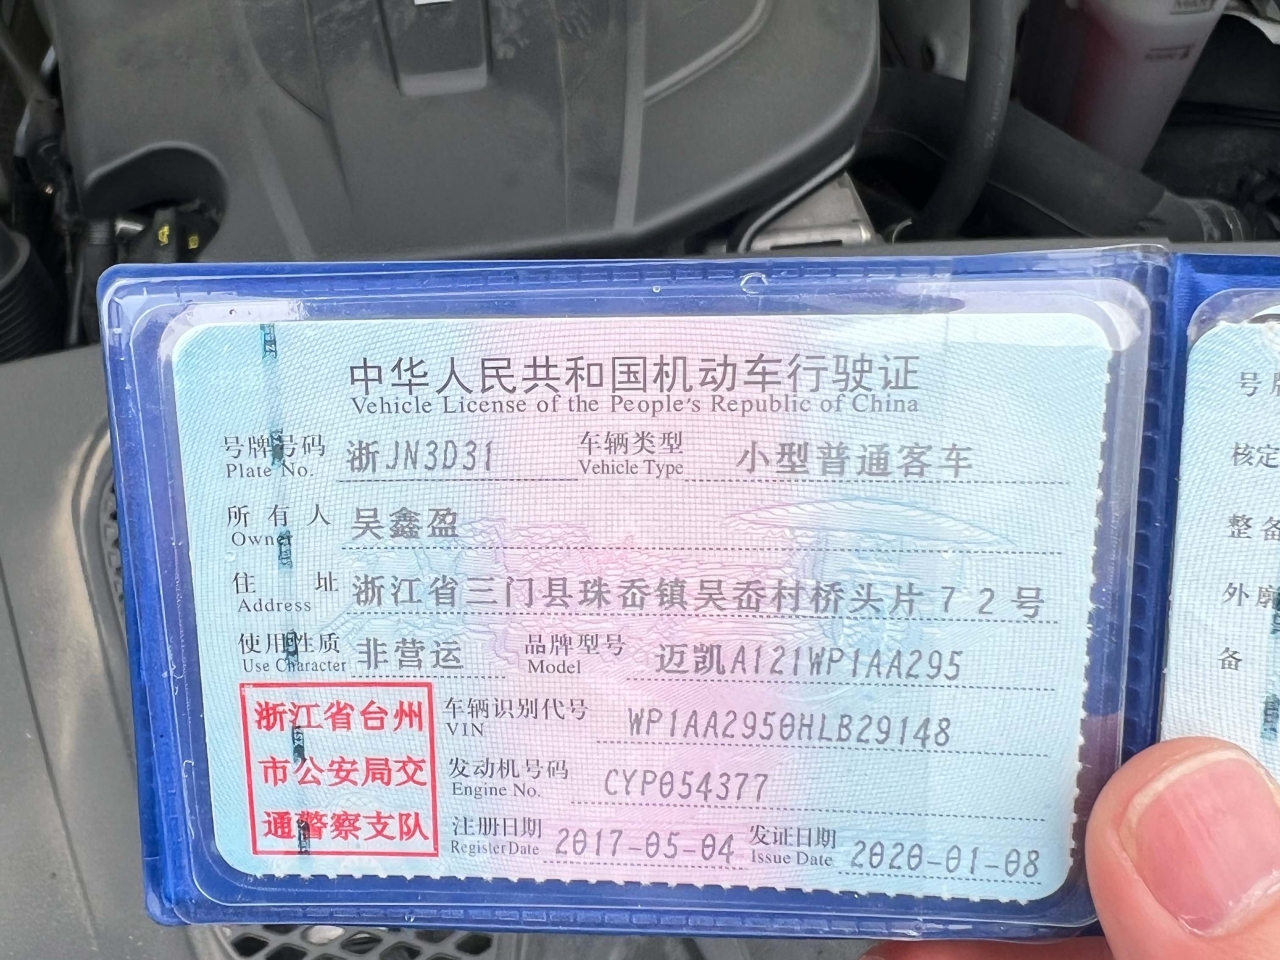 中华人民共和国机动车行驶证
Vehicle License of the People's Republic of China
号牌号码 浙JN3D31 车辆类型 小型普通客车
Plate No. Vehicle Type
所有人 吴鑫盈
Owner
住址 浙江省三门县珠岙镇吴岙村桥头片72号
Address
使用性质 非营运 品牌型号 迈凯A121WP1AA295
Use Character Model
浙江省台州
市公安局交
通警察支队
车辆识别代号 WP1AA2950HLB29148
VIN
发动机号码 CYP054377
Engine No.
注册日期 2017-05-04 发证日期 2020-01-08
Register Date Issue Date
号牌
核定
整备
外廓
备